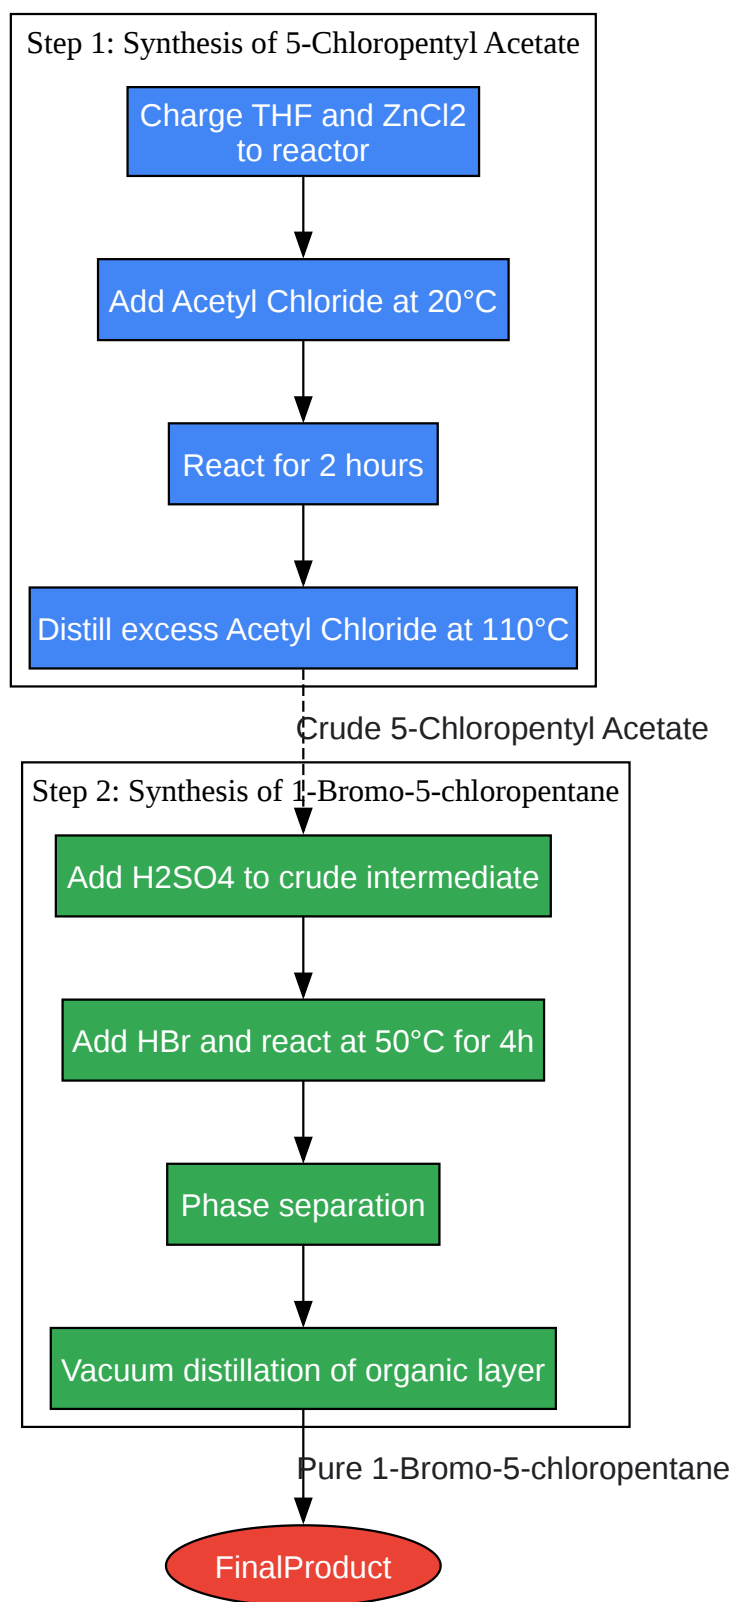 Step 1: Synthesis of 5-Chloropentyl Acetate
Charge THF and ZnCl2
to reactor
Add Acetyl Chloride at 20°C
React for 2 hours
Distill excess Acetyl Chloride at 110°C
Crude 5-Chloropentyl Acetate
Step 2: Synthesis of 1-Bromo-5-chloropentane
Add H2SO4 to crude intermediate
Add HBr and react at 50°C for 4h
Phase separation
Vacuum distillation of organic layer
Pure 1-Bromo-5-chloropentane
FinalProduct